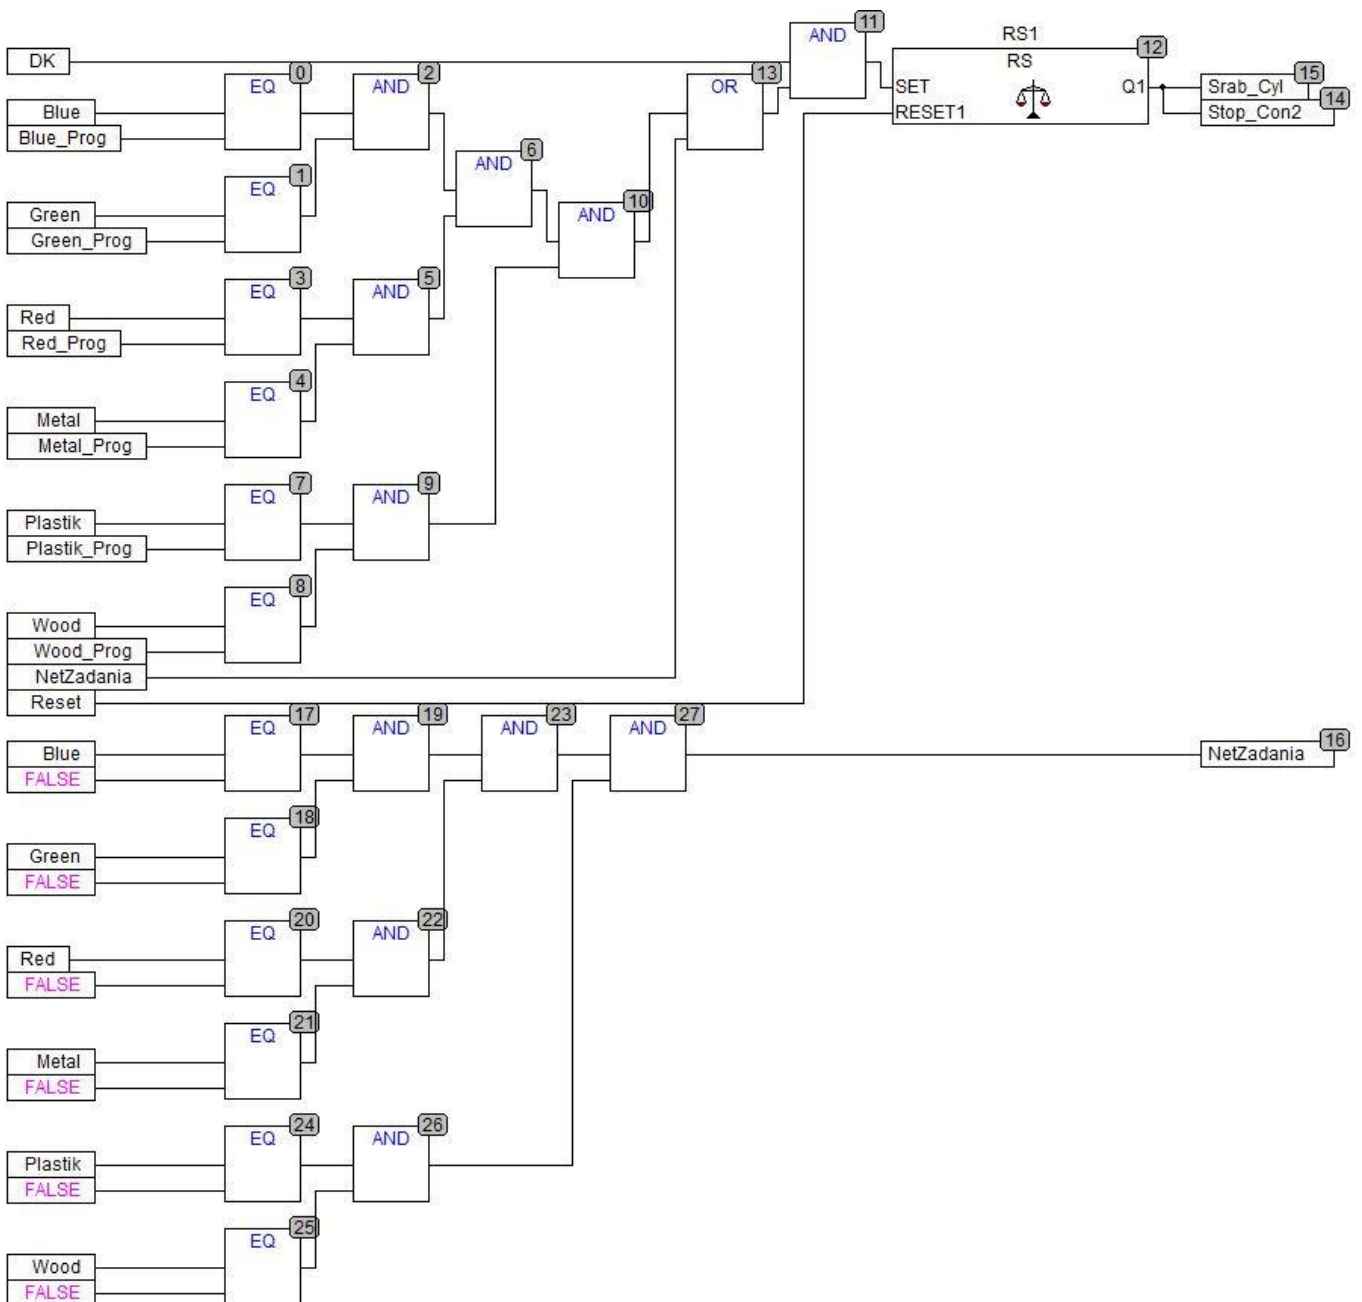 11
AND
RS1
12
DK
RS
0
2
13
15
EQ
AND
OR
SET
Q1
Srab_Cyl
14
Blue
RESET1
Stop_Con2
Blue_Prog
6
AND
1
EQ
10
Green
AND
Green_Prog
3
5
EQ
AND
Red
Red_Prog
4
EQ
Metal
Metal_Prog
7
9
EQ
AND
Plastik
Plastik_Prog
8
EQ
Wood
Wood_Prog
NetZadania
Reset
17
19
23
27
EQ
AND
AND
AND
16
Blue
NetZadania
FALSE
18
EQ
Green
FALSE
20
22
EQ
AND
Red
FALSE
21
EQ
Metal
FALSE
24
26
EQ
AND
Plastik
FALSE
25
EQ
Wood
FALSE